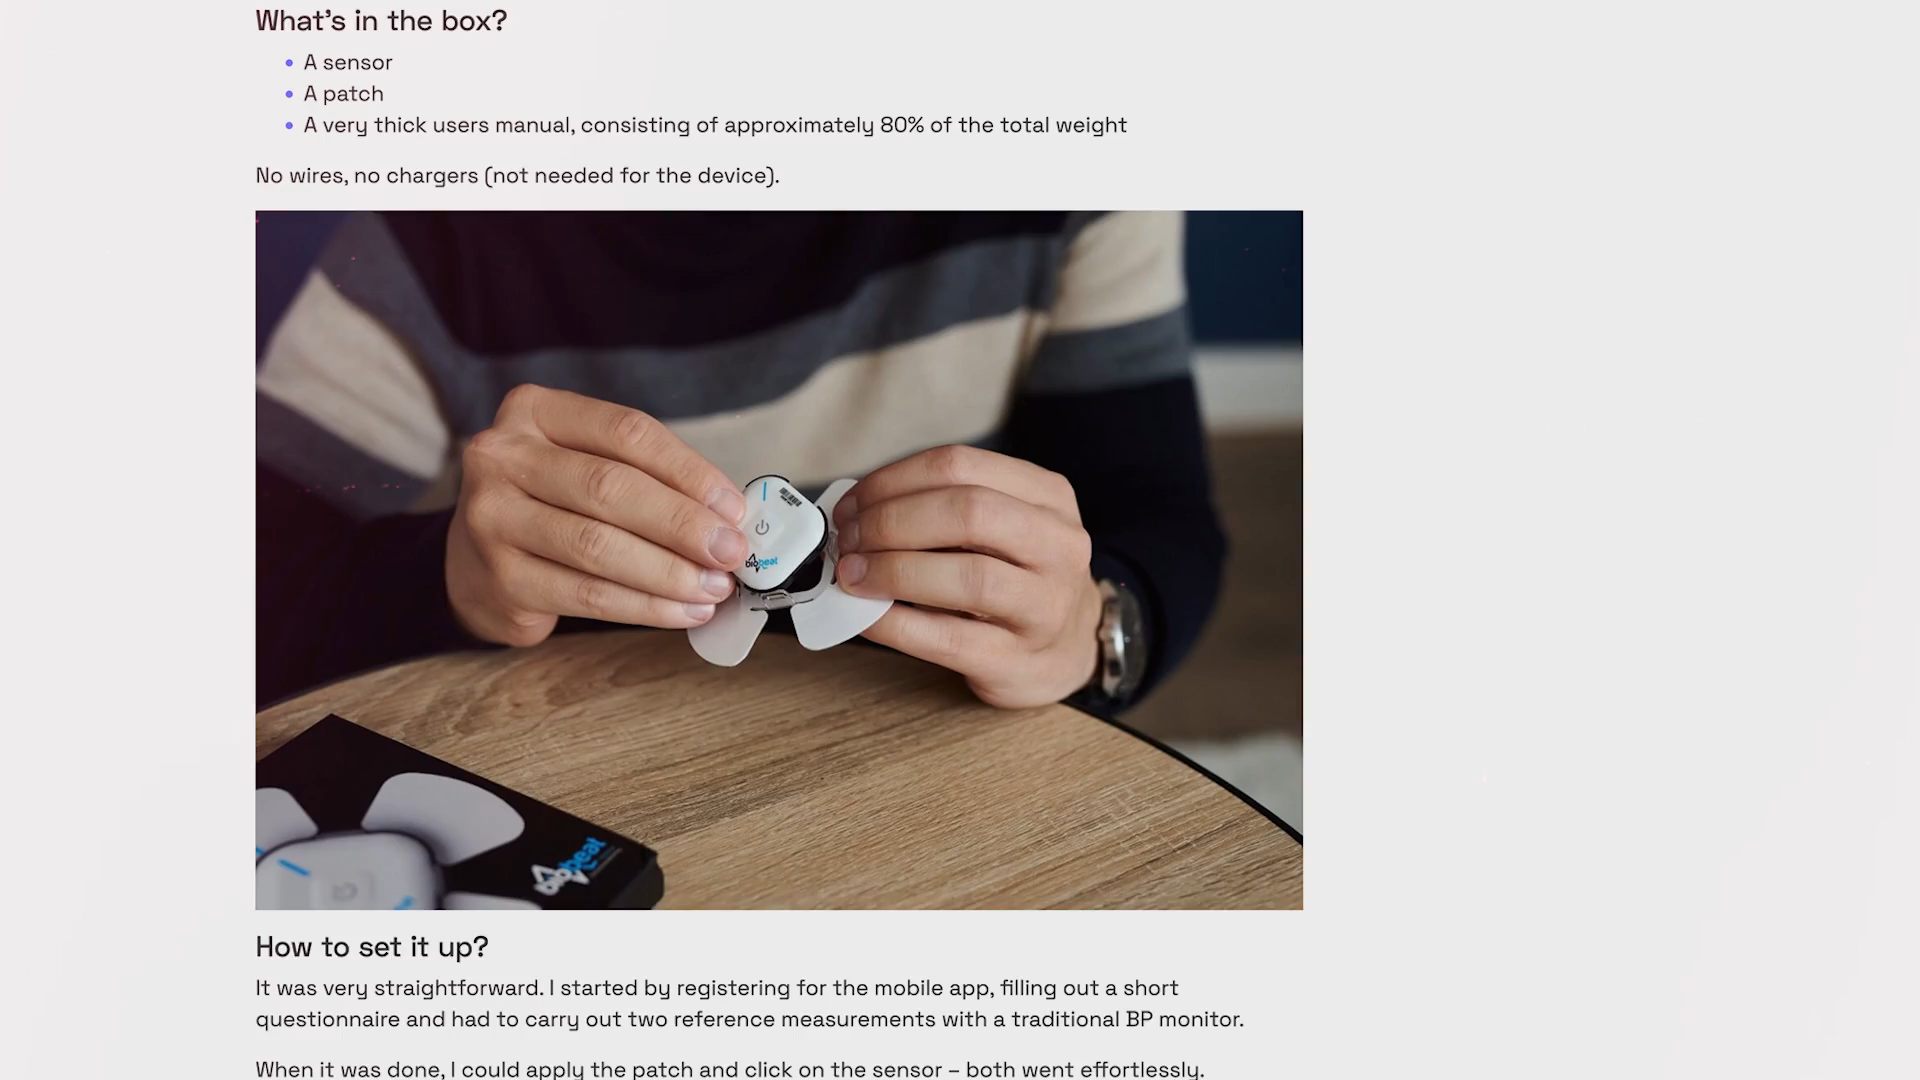 What's in the box?
• A sensor
• A patch
• A very thick users manual, consisting of approximately 80% of the total weight
No wires, no chargers (not needed for the device).
biobeat
biobeat
How to set it up?
It was very straightforward. I started by registering for the mobile app, filling out a short
questionnaire and had to carry out two reference measurements with a traditional BP monitor.
When it was done, I could apply the patch and click on the sensor – both went effortlessly.